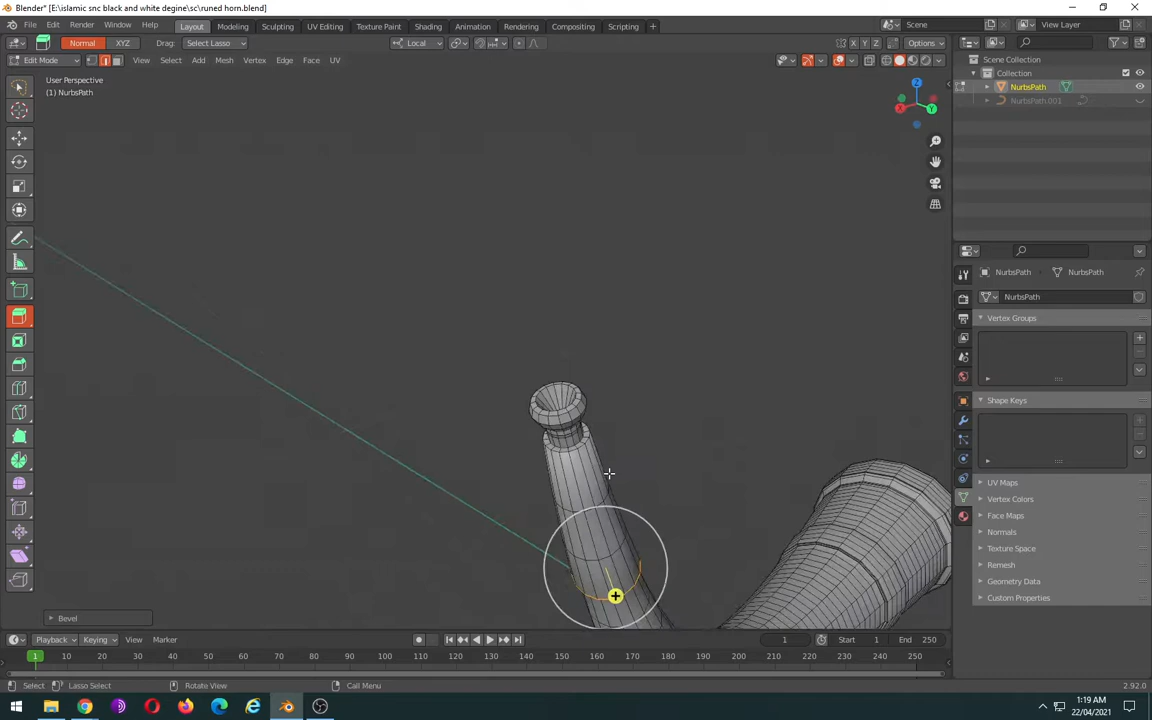 Blender* [E:\islamic snc black and white degine\sc\runed horn.blend]
File Edit Render Window Help Layout Modeling Sculpting UV Editing Texture Paint Shading Animation Rendering Compositing Scripting Scene View Layer
Normal XYZ Drag: Select Lasso Local X Y Z Options
Edit Mode View Select Add Mesh Vertex Edge Face UV
User Perspective
(1) NurbsPath
Z
X Y
Scene Collection
Collection
NurbsPath
NurbsPath.001
NurbsPath NurbsPath
NurbsPath
Vertex Groups
Shape Keys
UV Maps
Vertex Colors
Face Maps
Normals
Texture Space
Remesh
Geometry Data
Custom Properties
Bevel
Playback Keying View Marker 1 Start 1 End 250
1 10 20 30 40 50 60 70 80 90 100 110 120 130 140 150 160 170 180 190 200 210 220 230 240 250
Select Lasso Select Rotate View Call Menu 2.92.0
1:19 AM
22/04/2021